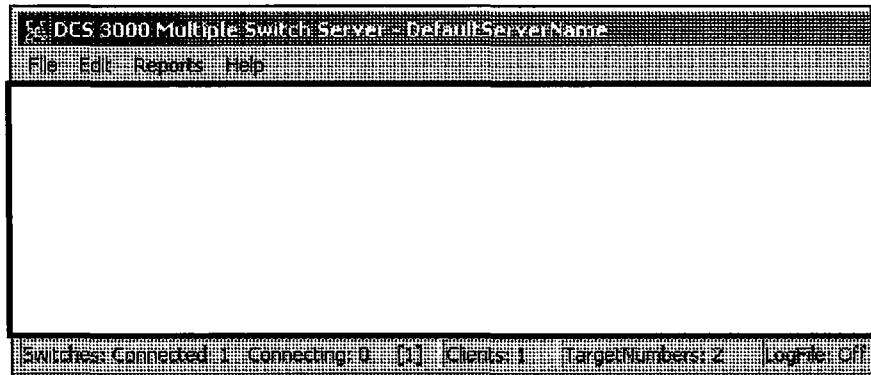 DCS 3000 Multiple Switch Server - DefaultServerName
File Edit Reports Help
Switches: Connected: 1 Connecting: 0 [1] Clients: 1 TargetNumbers: 2 LogFile: Off